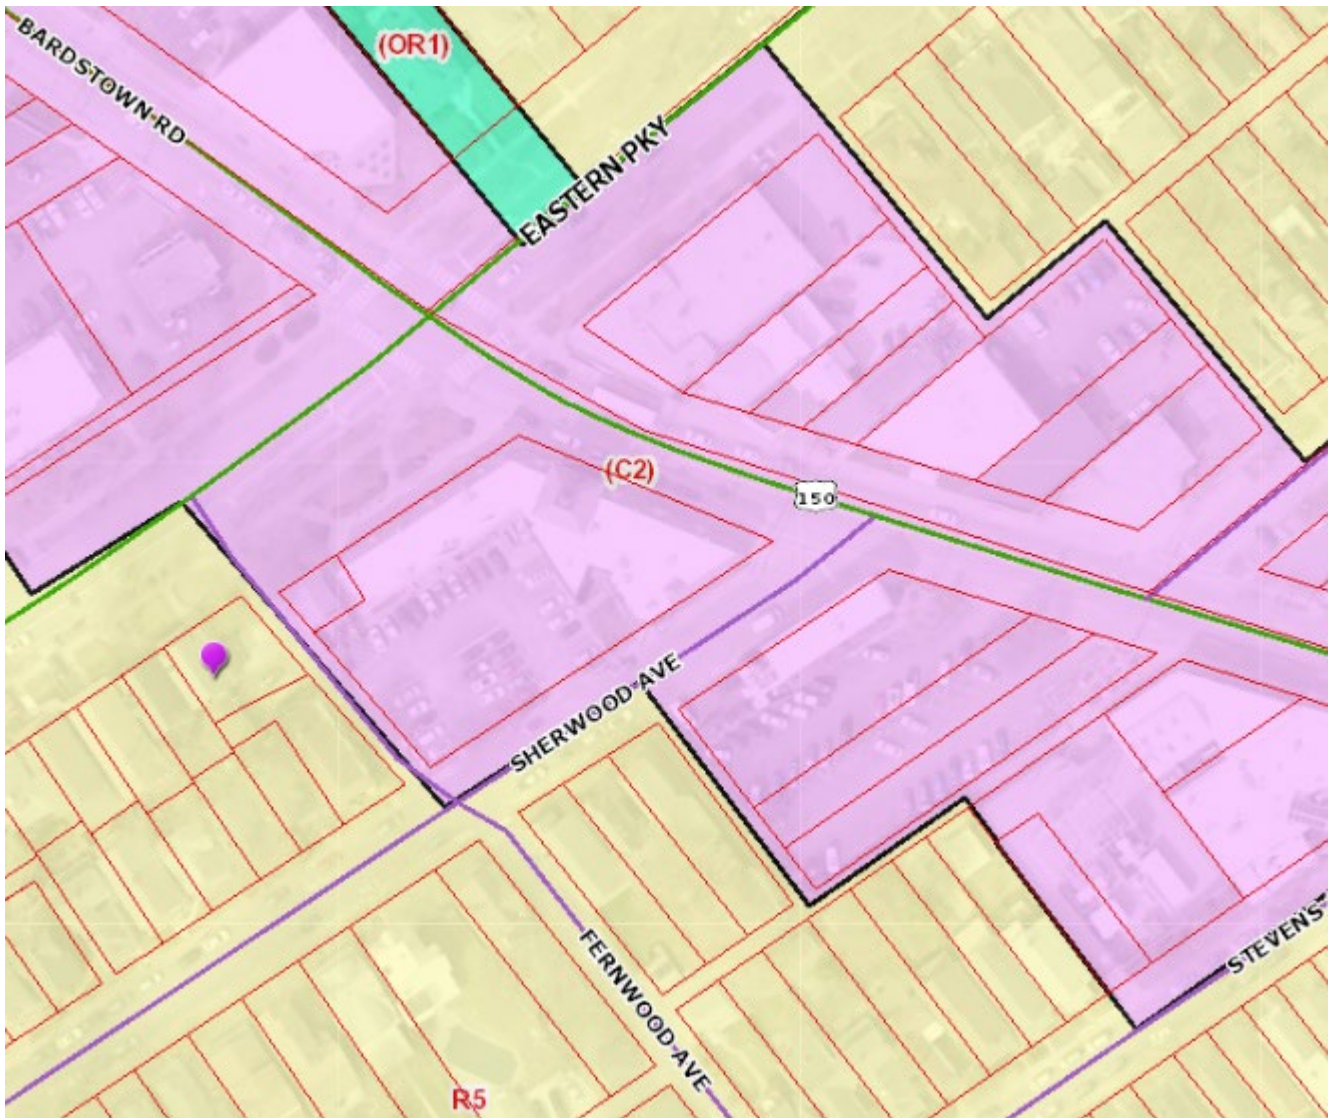 BARDSTOWN RD
(OR1)
EASTERN PKY
(C2)
150
SHERWOOD AVE
FERNWOOD AVE
STEVENS
R5